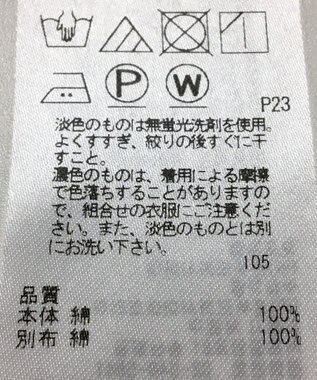 P W
P23
淡色のものは無蛍光洗剤を使用。
よくすすぎ、絞りの後すぐに干
すこと。
濃色のものは、着用による摩擦
で色落ちすることがありますの
で、組合せの衣服にご注意くだ
さい。また、淡色のものとは別
にお洗い下さい。
105
品質
本体 綿 100%
別布 綿 100%